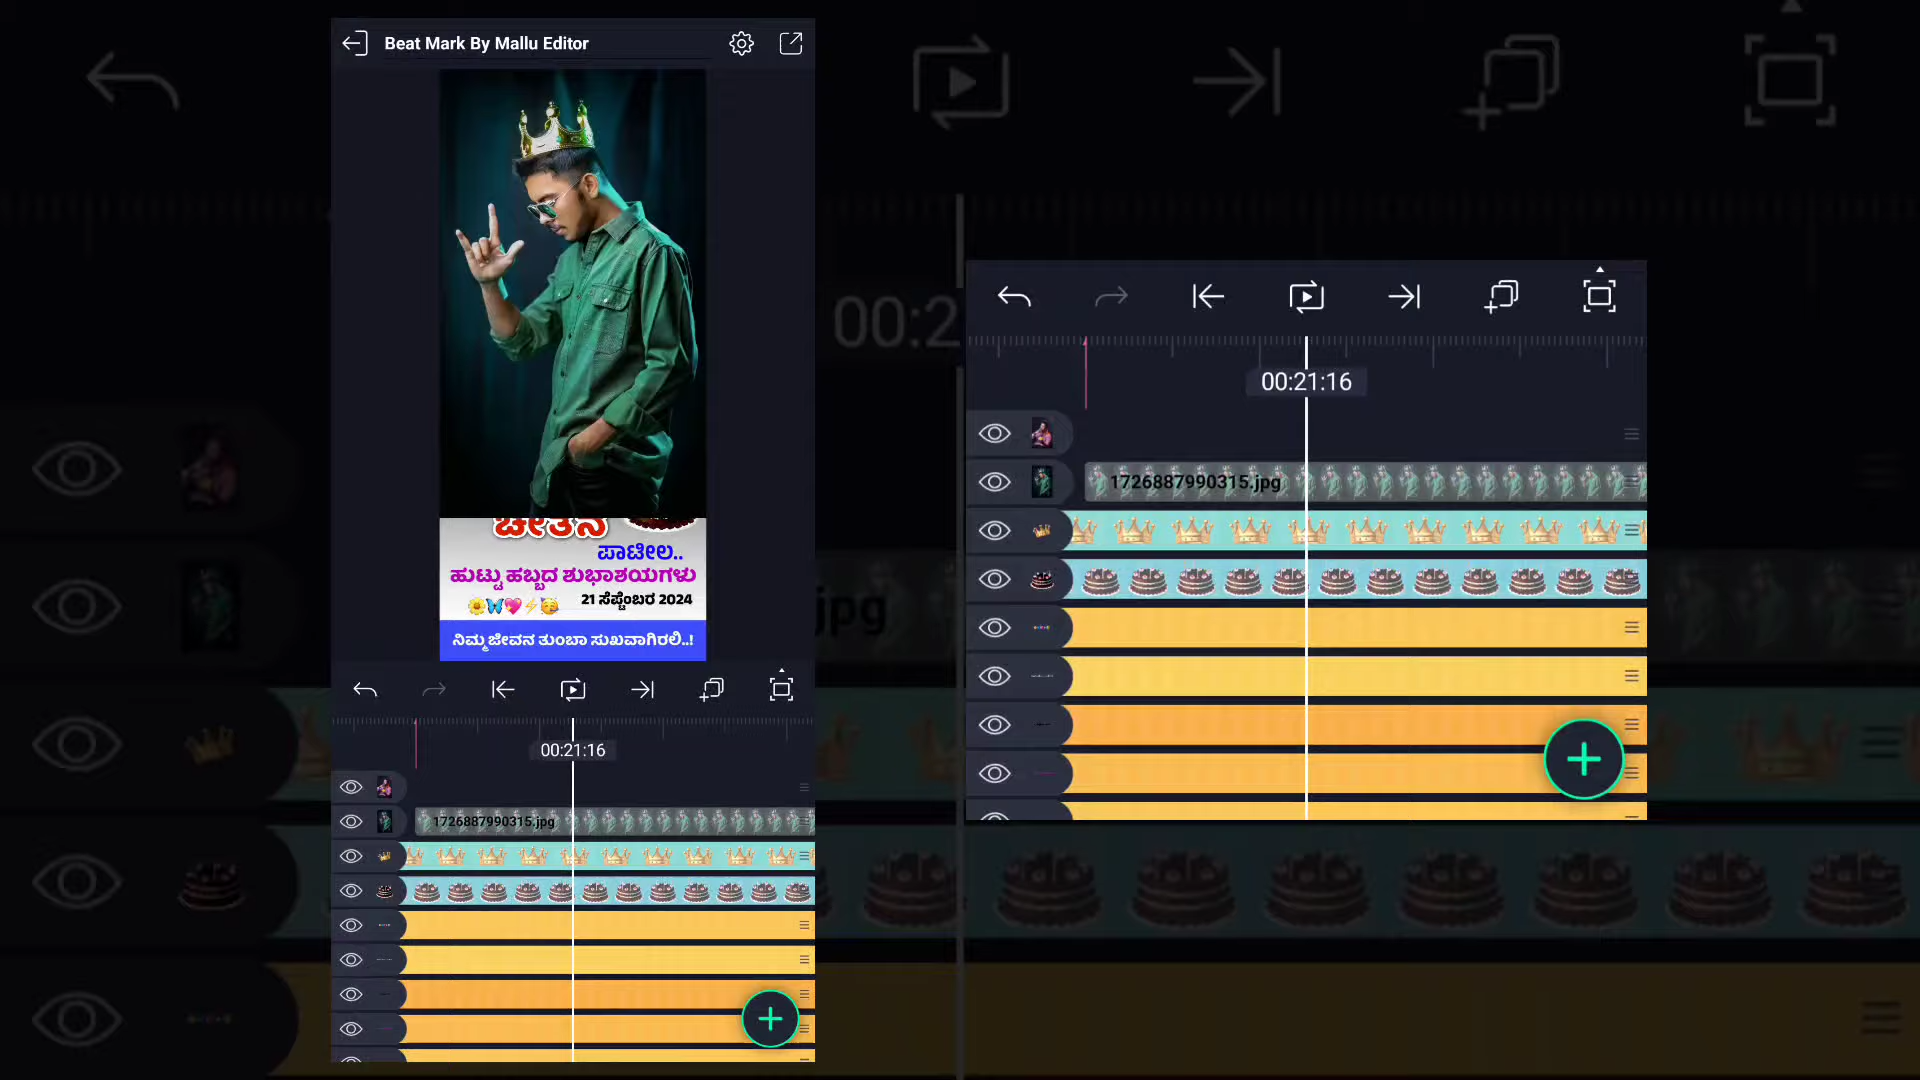 Beat Mark By Mallu Editor
ಚೇತನ
ಪಾಟೀಲ..
ಹುಟ್ಟು ಹಬ್ಬದ ಶುಭಾಶಯಗಳು
21 ಸೆಪ್ಟೆಂಬರ 2024
ನಿಮ್ಮ ಜೀವನ ತುಂಬಾ ಸುಖವಾಗಿರಲಿ..!
00:21:16
1726887990315.jpg
00:21:16
1726887990315.jpg
00:2
jpg